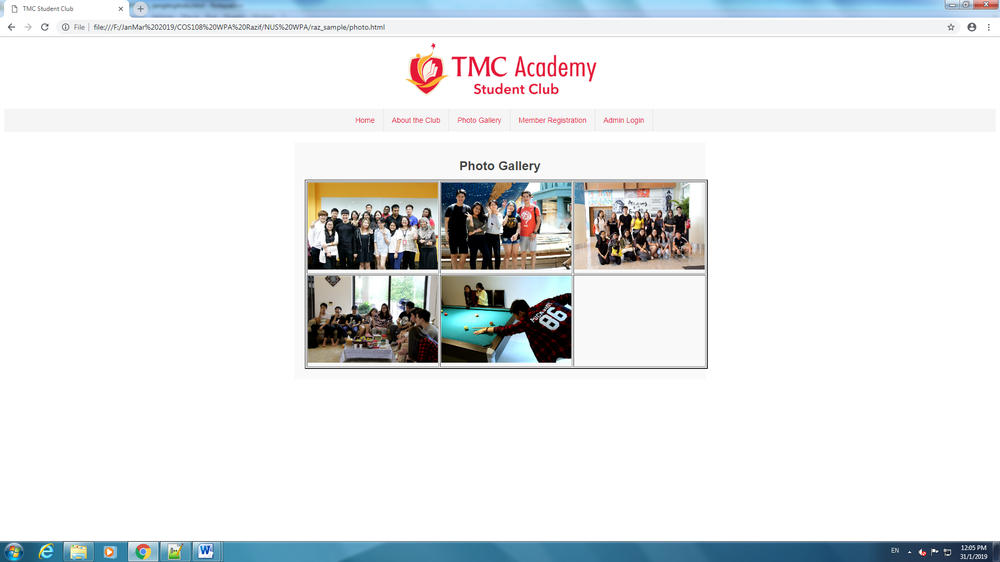 TMC Student Club
File
file:///F:/JanMar%202019/COS108%20WPA%20Razif/NUS%20WPA/raz_sample/photo.html
TMC Academy
Student Club
Home
About the Club
Photo Gallery
Member Registration
Admin Login
Photo Gallery
86
EN
12:05 PM
31/1/2019